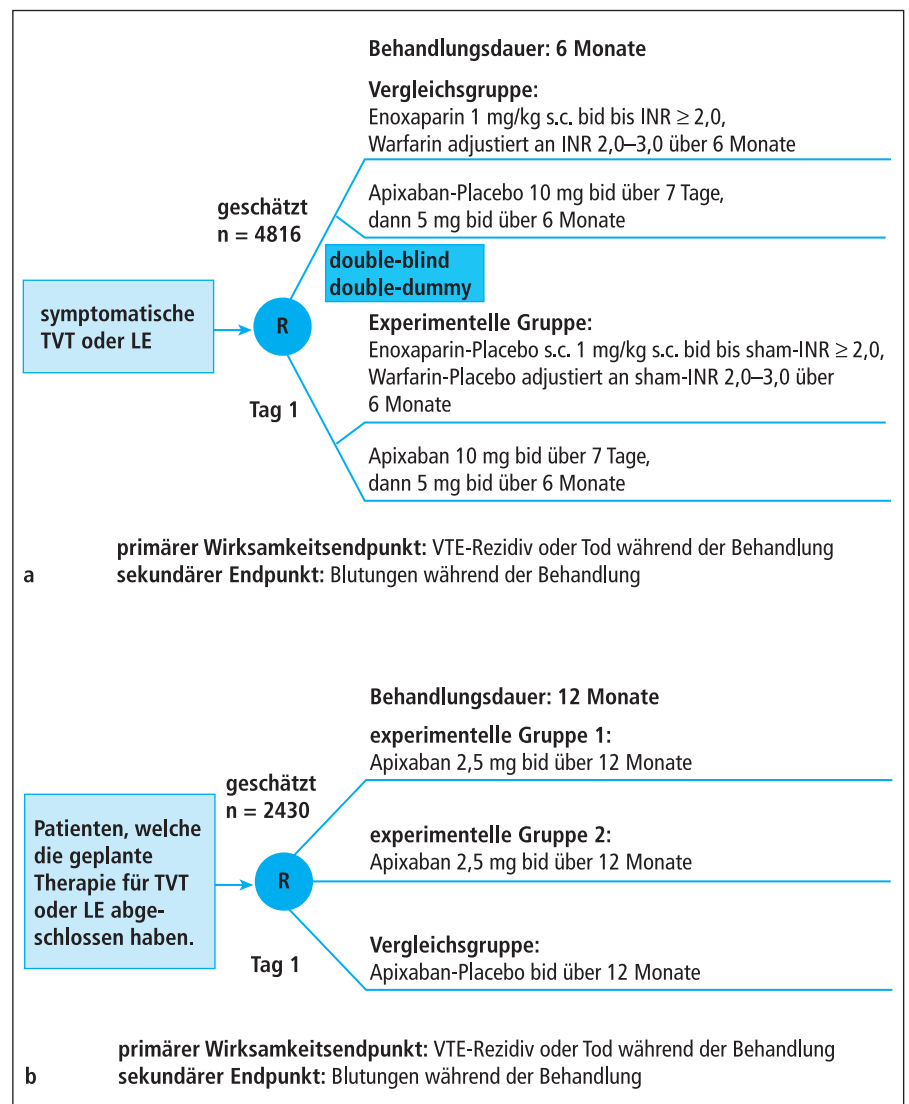 Behandlungsdauer: 6 Monate
Vergleichsgruppe:
Enoxaparin 1 mg/kg s.c. bid bis INR ≥ 2,0,
Warfarin adjustiert an INR 2,0–3,0 über 6 Monate
geschätzt
n = 4816
Apixaban-Placebo 10 mg bid über 7 Tage,
dann 5 mg bid über 6 Monate
double-blind
double-dummy
symptomatische
TVT oder LE
R
Tag 1
Experimentelle Gruppe:
Enoxaparin-Placebo s.c. 1 mg/kg s.c. bid bis sham-INR ≥ 2,0,
Warfarin-Placebo adjustiert an sham-INR 2,0–3,0 über
6 Monate
Apixaban 10 mg bid über 7 Tage,
dann 5 mg bid über 6 Monate
primärer Wirksamkeitsendpunkt: VTE-Rezidiv oder Tod während der Behandlung
a sekundärer Endpunkt: Blutungen während der Behandlung
Behandlungsdauer: 12 Monate
experimentelle Gruppe 1:
Apixaban 2,5 mg bid über 12 Monate
geschätzt
n = 2430
Patienten, welche
die geplante
Therapie für TVT
oder LE abge-
schlossen haben.
R
Tag 1
experimentelle Gruppe 2:
Apixaban 2,5 mg bid über 12 Monate
Vergleichsgruppe:
Apixaban-Placebo bid über 12 Monate
primärer Wirksamkeitsendpunkt: VTE-Rezidiv oder Tod während der Behandlung
b sekundärer Endpunkt: Blutungen während der Behandlung